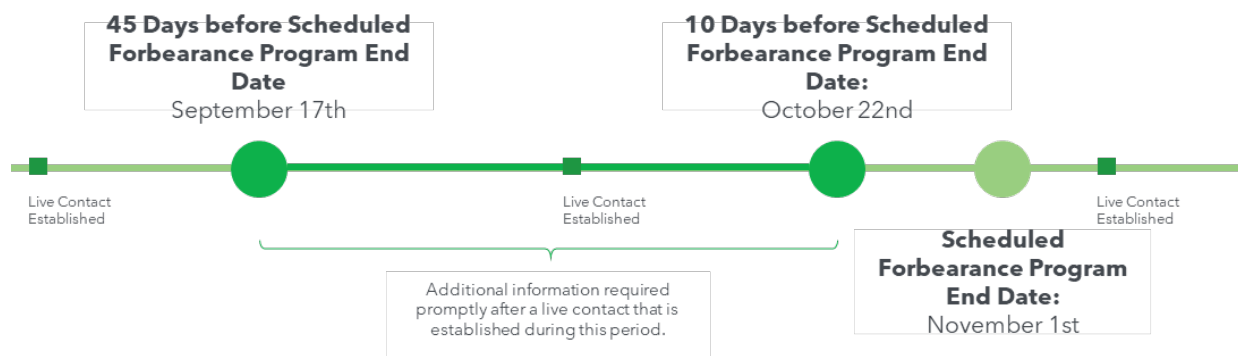 45 Days before Scheduled
Forbearance Program End
Date
September 17th
10 Days before Scheduled
Forbearance Program End
Date:
October 22nd
Live Contact
Established
Live Contact
Established
Live Contact
Established
Additional information required
promptly after a live contact that is
established during this period.
Scheduled
Forbearance Program
End Date:
November 1st